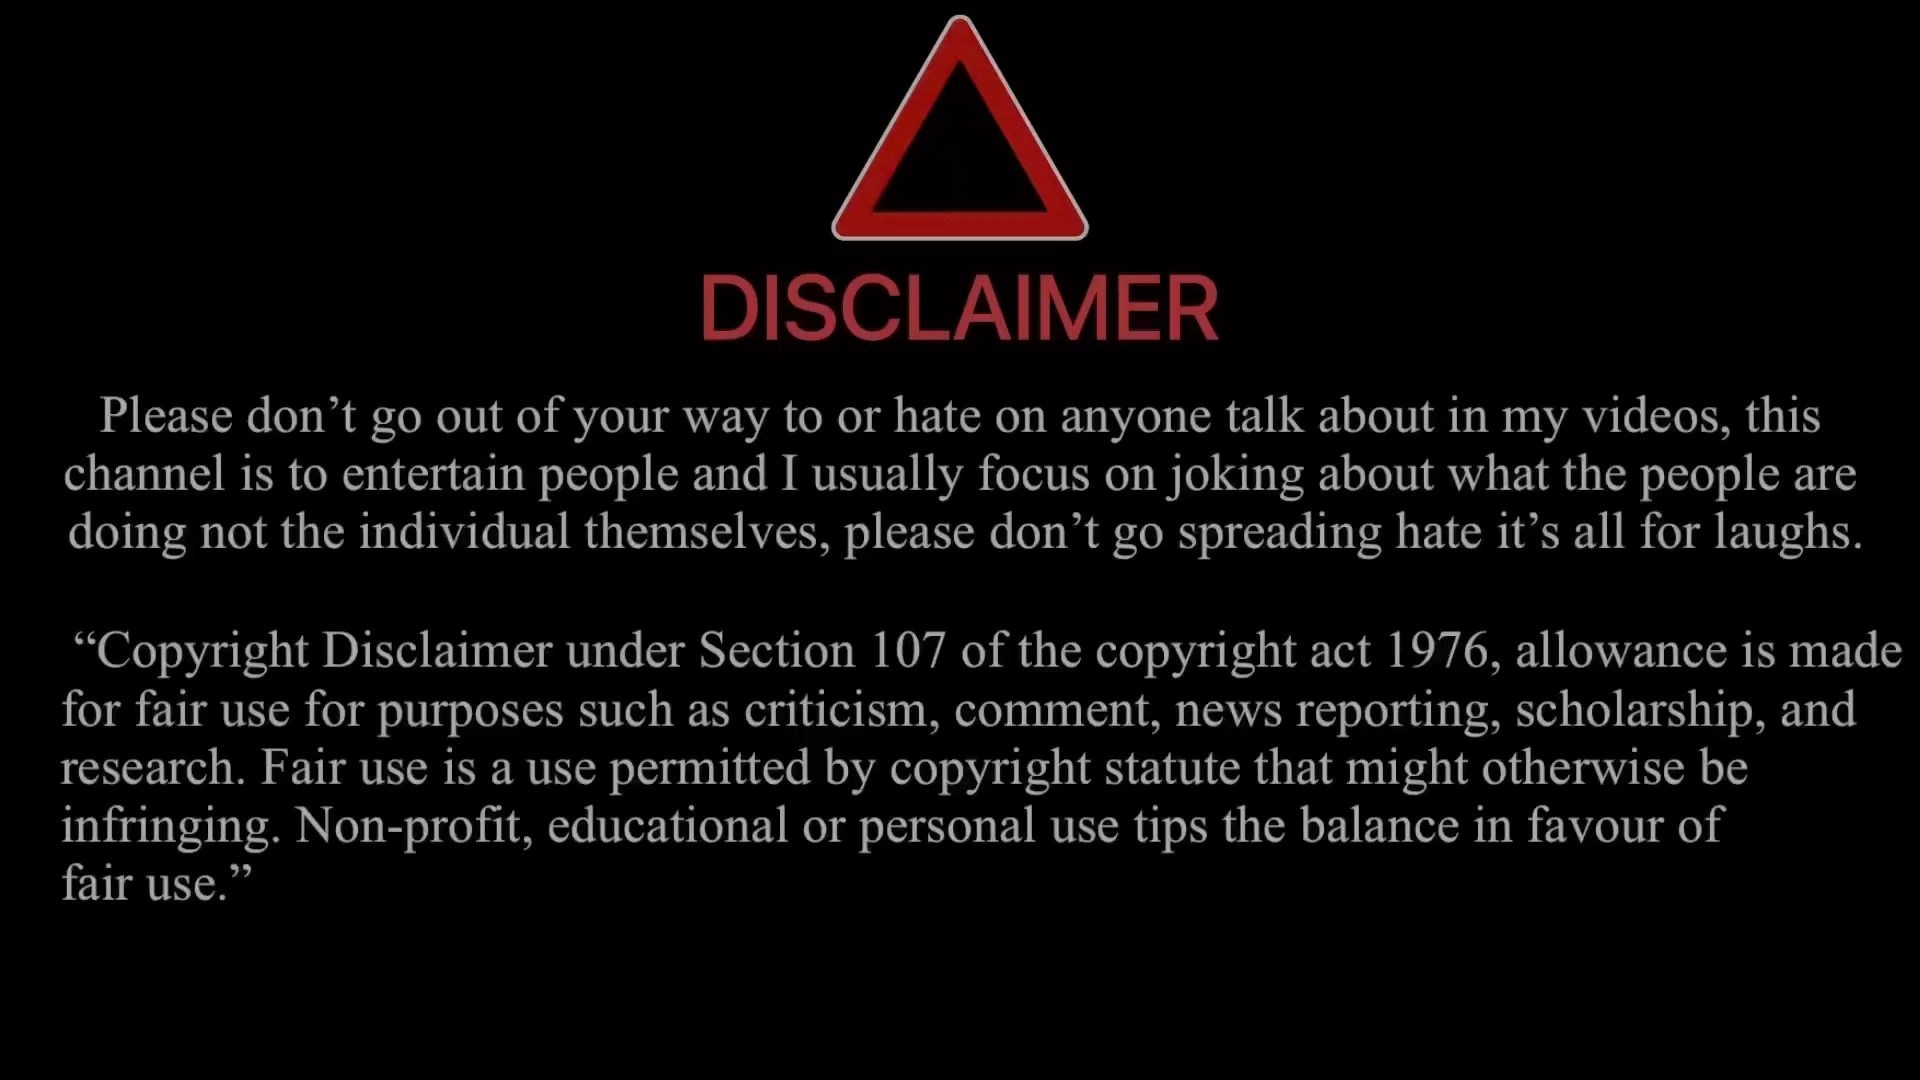 DISCLAIMER
Please don’t go out of your way to or hate on anyone talk about in my videos, this
channel is to entertain people and I usually focus on joking about what the people are
doing not the individual themselves, please don’t go spreading hate it’s all for laughs.
“Copyright Disclaimer under Section 107 of the copyright act 1976, allowance is made
for fair use for purposes such as criticism, comment, news reporting, scholarship, and
research. Fair use is a use permitted by copyright statute that might otherwise be
infringing. Non-profit, educational or personal use tips the balance in favour of
fair use.”